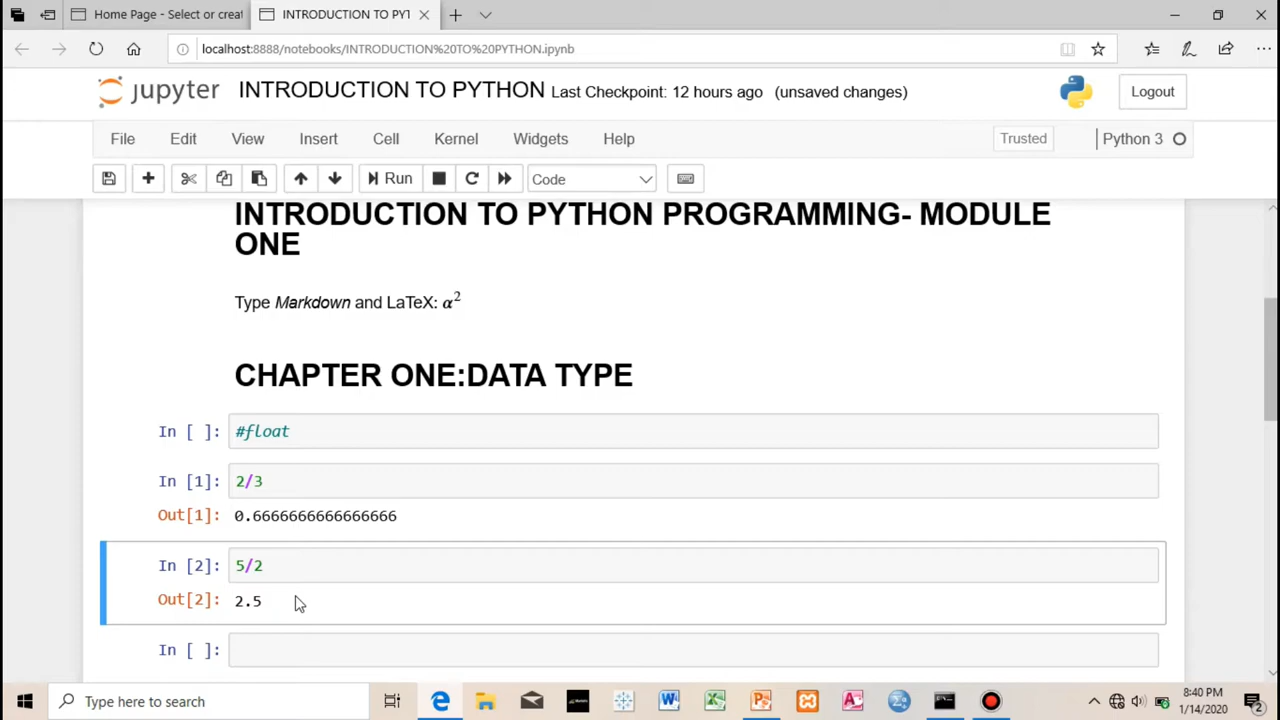 Home Page - Select or creat
INTRODUCTION TO PYT
localhost:8888/notebooks/INTRODUCTION%20TO%20PYTHON.ipynb
jupyter INTRODUCTION TO PYTHON Last Checkpoint: 12 hours ago (unsaved changes) Logout
File Edit View Insert Cell Kernel Widgets Help Trusted Python 3
Run Code
INTRODUCTION TO PYTHON PROGRAMMING- MODULE
ONE
Type Markdown and LaTeX: α²
CHAPTER ONE:DATA TYPE
In [ ]: #float
In [1]: 2/3
Out[1]: 0.6666666666666666
In [2]: 5/2
Out[2]: 2.5
In [ ]:
Type here to search
8:40 PM
1/14/2020
2